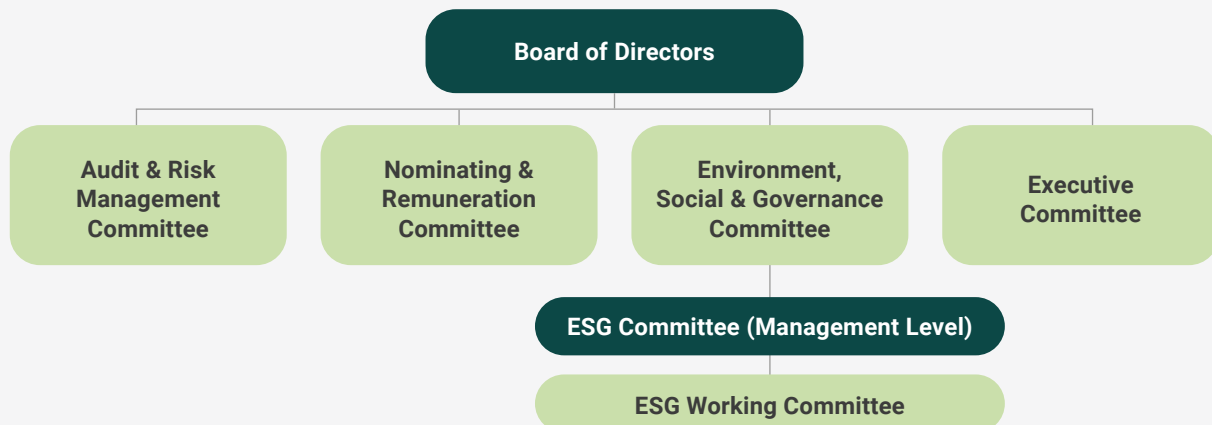 Board of Directors
Audit & Risk
Management
Committee
Nominating &
Remuneration
Committee
Environment,
Social & Governance
Committee
Executive
Committee
ESG Committee (Management Level)
ESG Working Committee